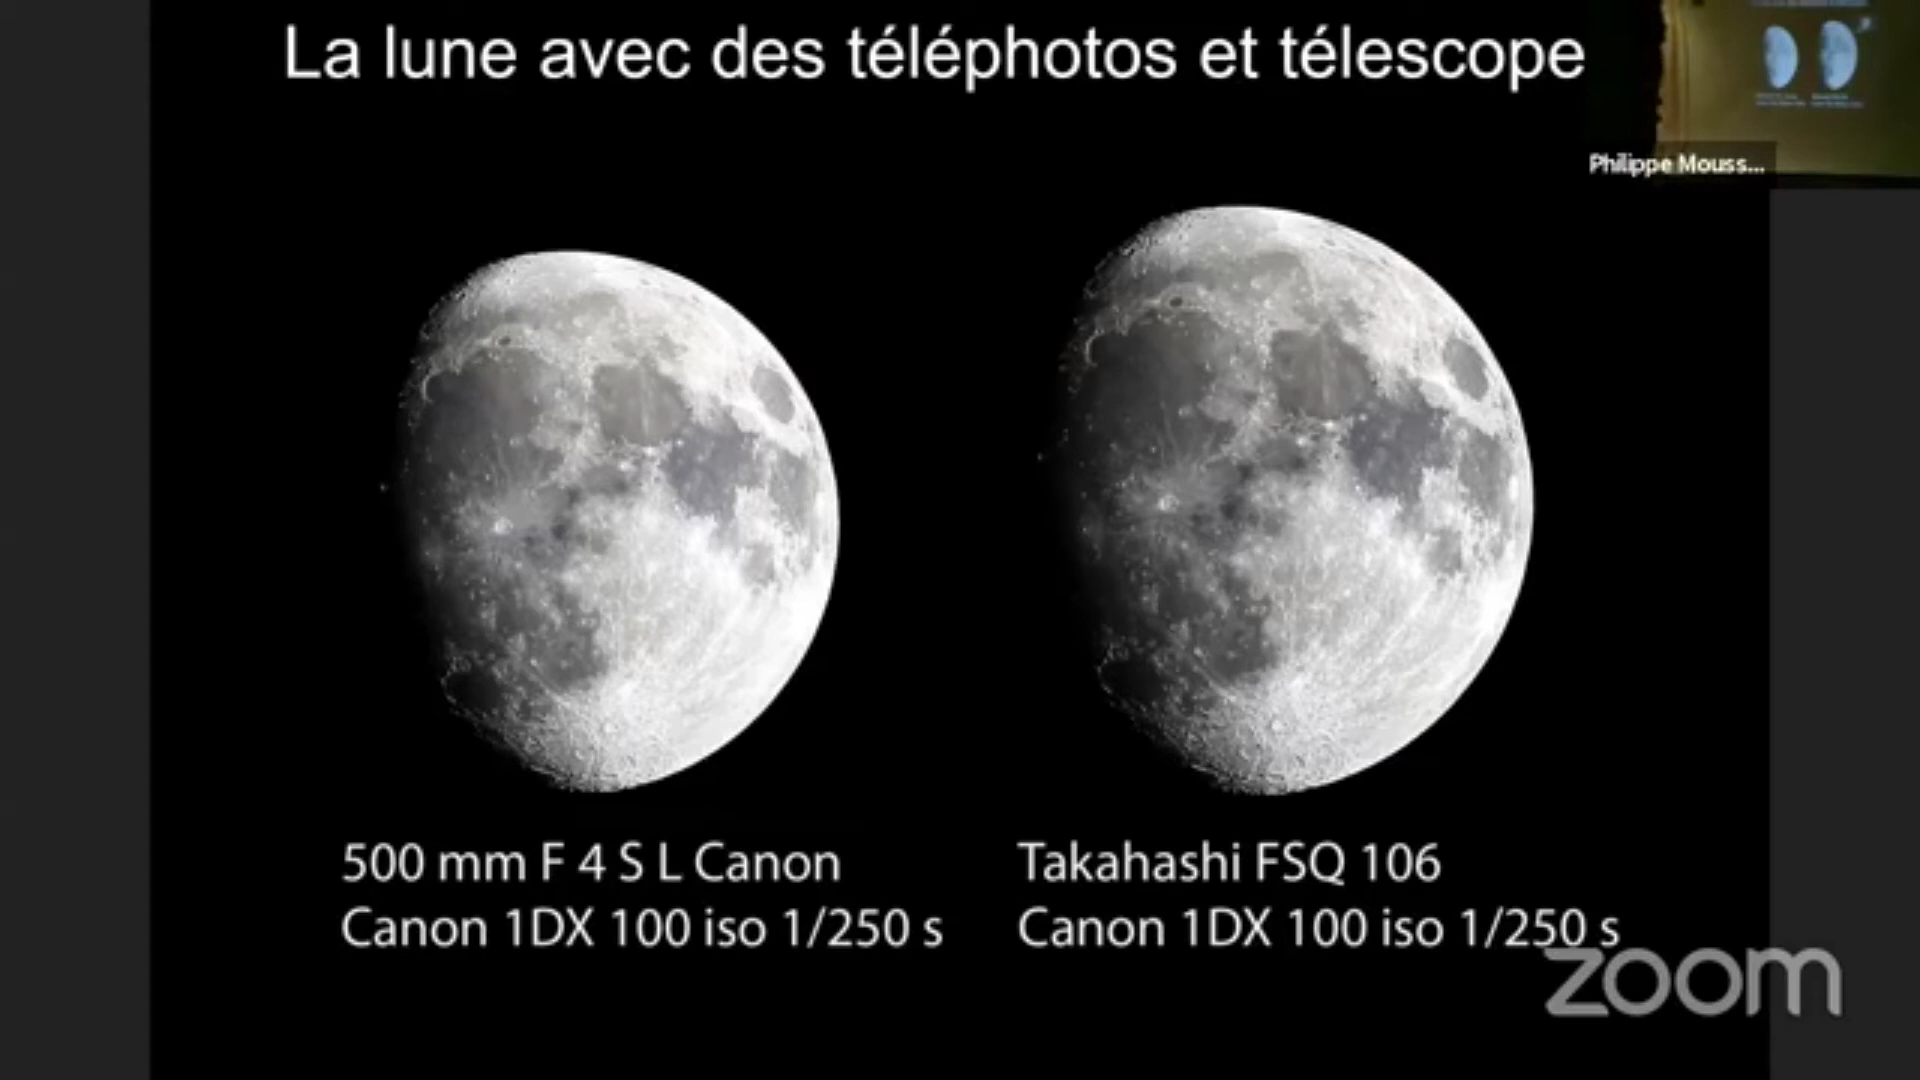 La lune avec des téléphotos et télescope
Philippe Mouss...
500 mm F 4 S L Canon
Canon 1DX 100 iso 1/250 s
Takahashi FSQ 106
Canon 1DX 100 iso 1/250 s
zoom